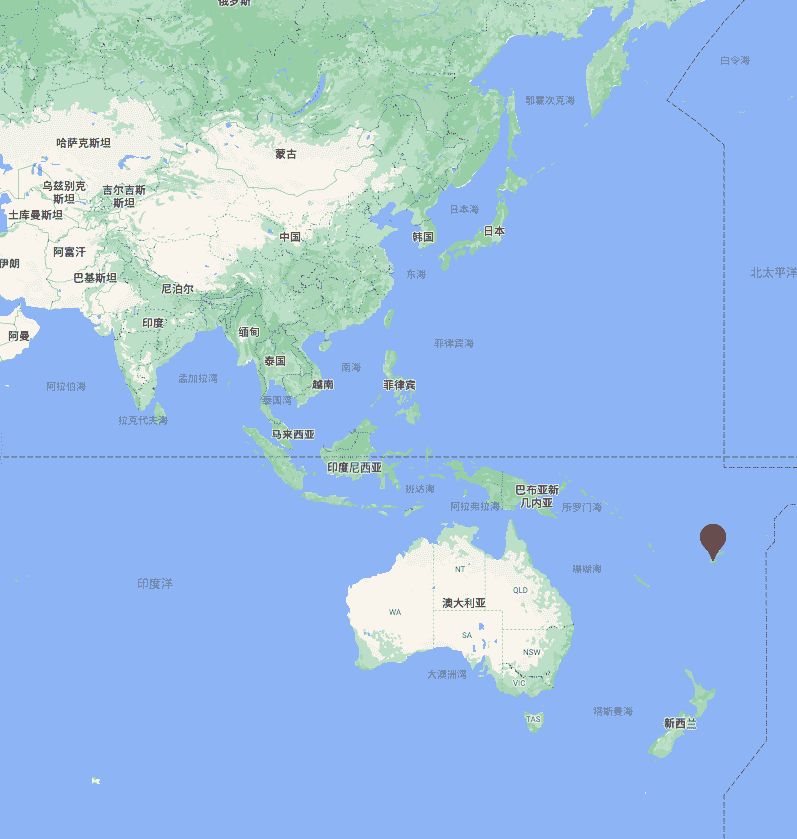 俄罗斯
白令海
鄂霍次克海
哈萨克斯坦
蒙古
乌兹别克
斯坦
吉尔吉斯
斯坦
土库曼斯坦
日本海
日本
韩国
中国
阿富汗
伊朗
巴基斯坦
东海
北太平洋
尼泊尔
印度
缅甸
阿曼
菲律宾海
泰国
南海
孟加拉湾
阿拉伯海
越南
菲律宾
泰国湾
拉克代夫海
马来西亚
印度尼西亚
班达海
巴布亚新
几内亚
阿拉弗拉海
所罗门海
印度洋
珊瑚海
NT
QLD
澳大利亚
WA
SA
NSW
大澳洲湾
VIC
塔斯曼海
TAS
新西兰